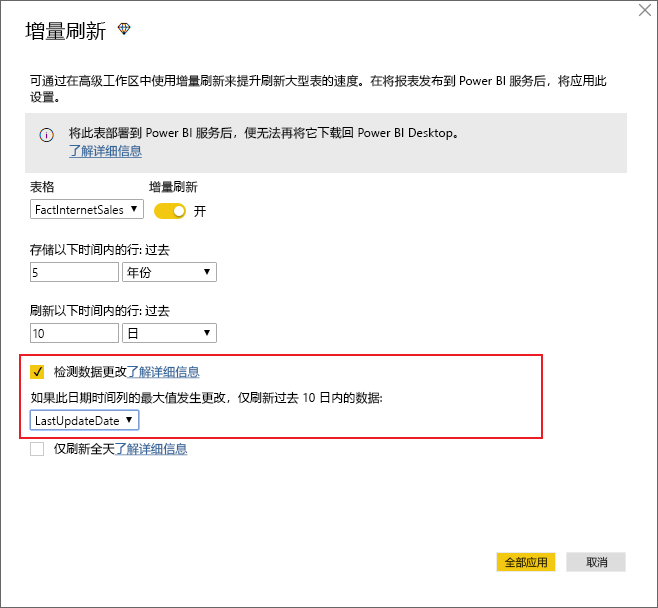 增量刷新
可通过在高级工作区中使用增量刷新来提升刷新大型表的速度。在将报表发布到 Power BI 服务后，将应用此
设置。
将此表部署到 Power BI 服务后，便无法再将它下载回 Power BI Desktop。
了解详细信息
表格 增量刷新
FactInternetSales 开
存储以下时间内的行: 过去
5 年份
刷新以下时间内的行: 过去
10 日
检测数据更改了解详细信息
如果此日期时间列的最大值发生更改，仅刷新过去 10 日内的数据:
LastUpdateDate
仅刷新全天了解详细信息
全部应用 取消